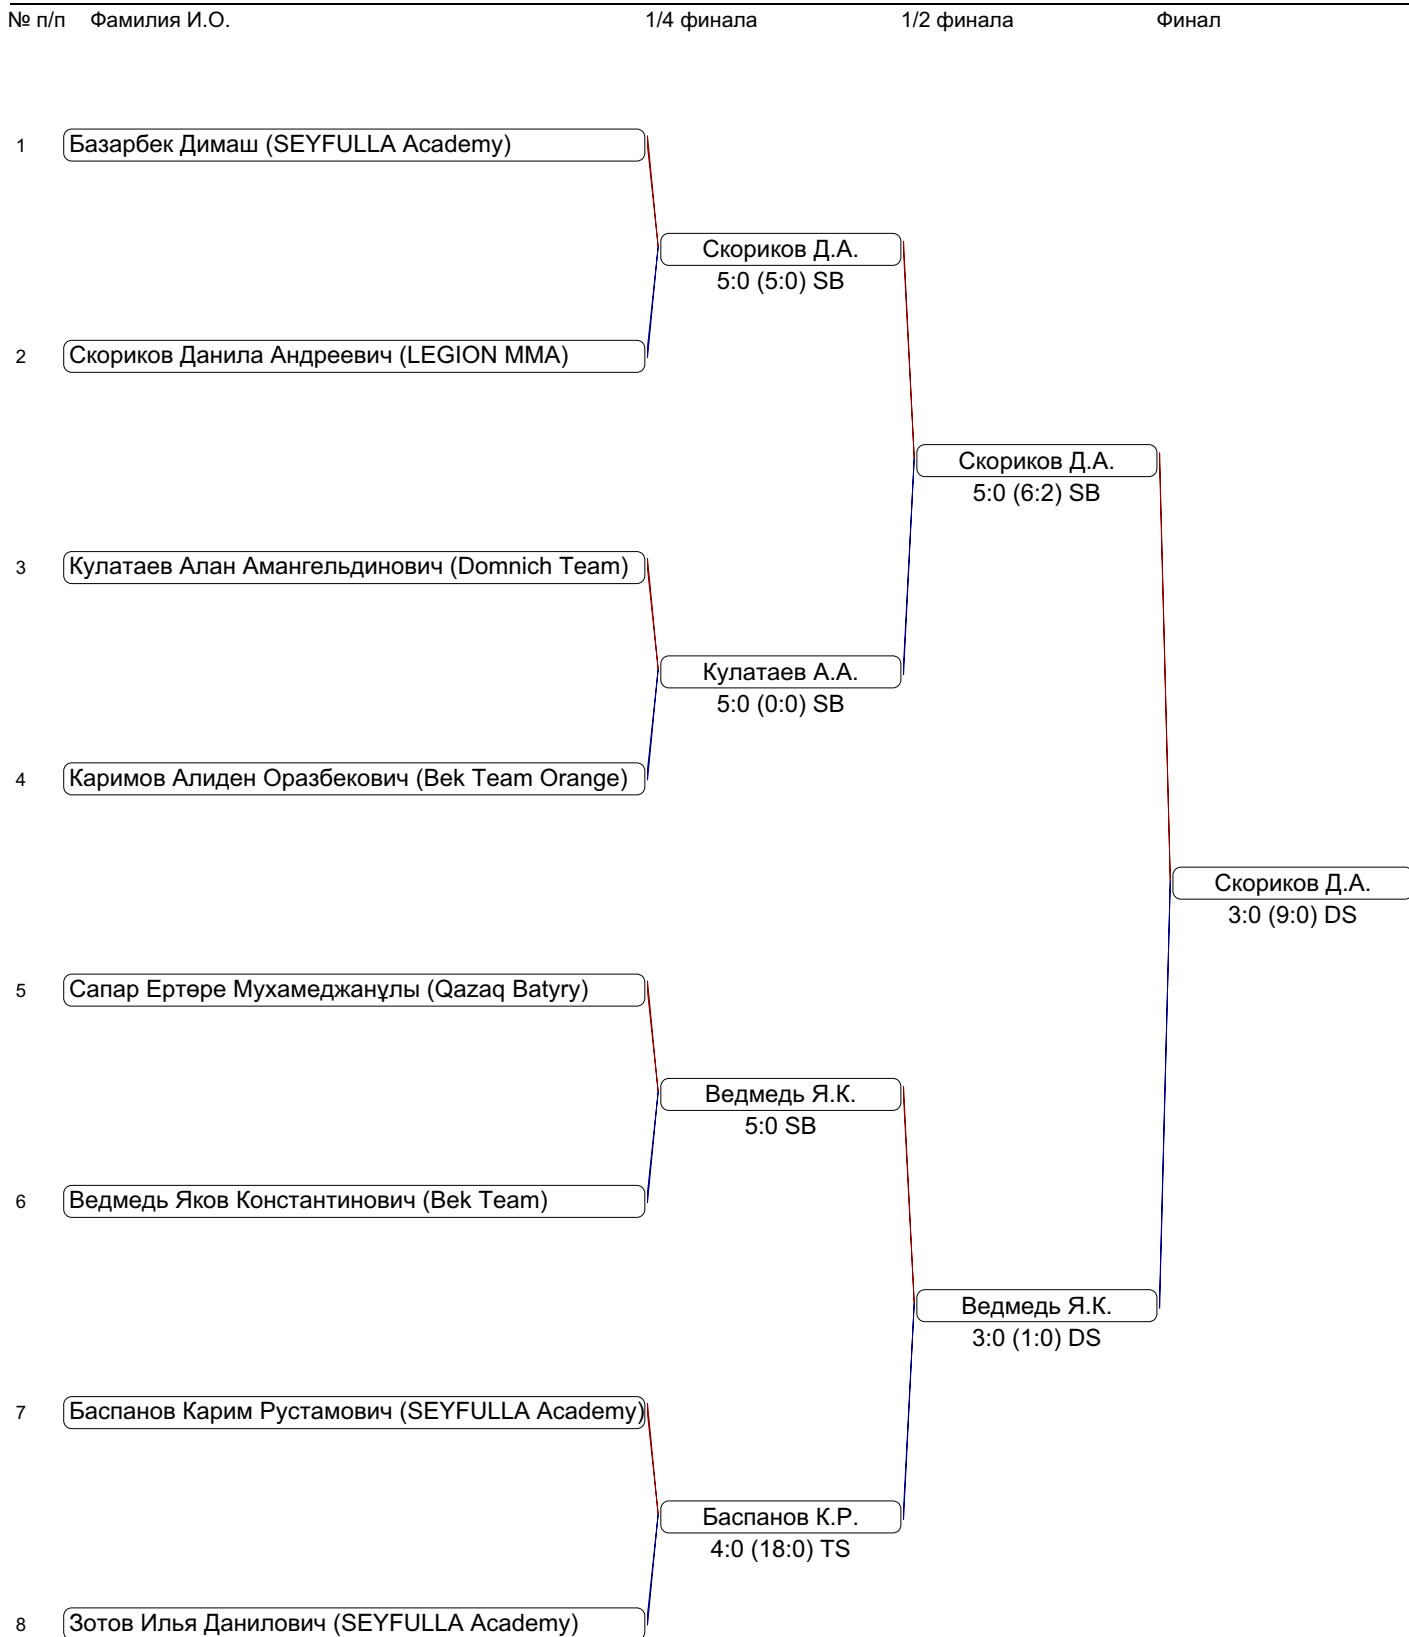 № п/п Фамилия И.О. 1/4 финала 1/2 финала Финал
1 Базарбек Димаш (SEYFULLA Academy)
Скориков Д.А.
5:0 (5:0) SB
2 Скориков Данила Андреевич (LEGION MMA)
Скориков Д.А.
5:0 (6:2) SB
3 Кулатаев Алан Амангельдинович (Domnich Team)
Кулатаев А.А.
5:0 (0:0) SB
4 Каримов Алиден Оразбекович (Bek Team Orange)
Скориков Д.А.
3:0 (9:0) DS
5 Сапар Ертөре Мухамеджанұлы (Qazaq Batyry)
Ведмедь Я.К.
5:0 SB
6 Ведмедь Яков Константинович (Bek Team)
Ведмедь Я.К.
3:0 (1:0) DS
7 Баспанов Карим Рустамович (SEYFULLA Academy)
Баспанов К.Р.
4:0 (18:0) TS
8 Зотов Илья Данилович (SEYFULLA Academy)